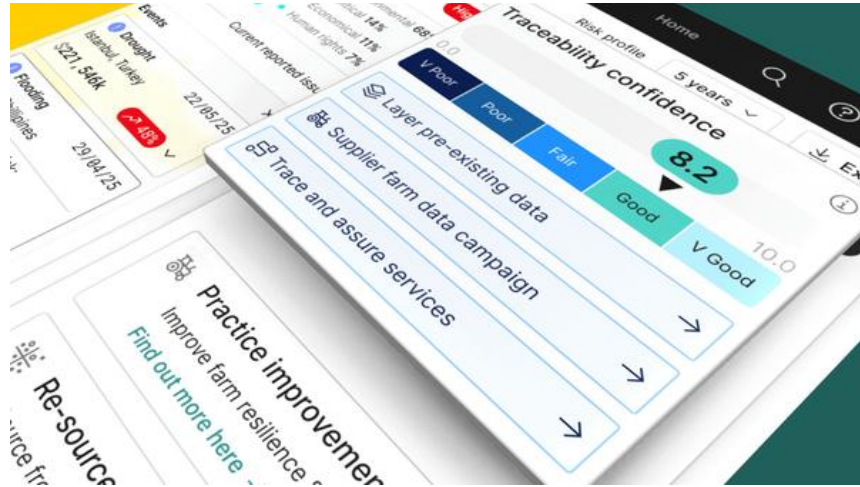 Home
Risk profile
5 years
Traceability confidence
0.0
8.2
10.0
V Poor
Poor
Fair
Good
V Good
Layer pre-existing data
Supplier farm data campaign
Trace and assure services
Events
Drought
Istanbul, Turkey
$221,546k
48%
22/05/25
Flooding
29/04/25
14%
Economical 11%
Human rights 7%
Current reported
Practice improvemen
Improve farm resilience
Find out more here
Re-source